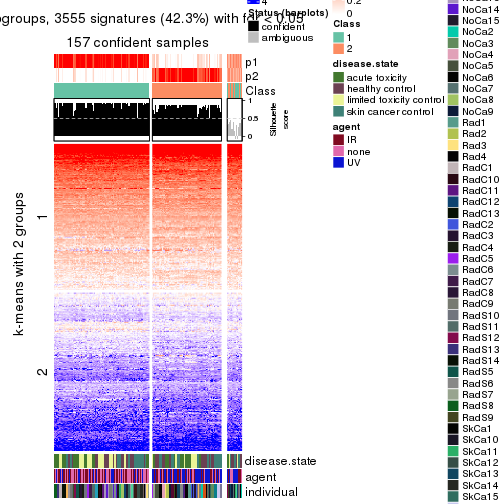 groups, 3555 signatures (42.3%) with fdr < 0.05
157 confident samples
p1
p2
Class
1
0.5
0
Silhouette
score
k-means with 2 groups
1
2
disease.state
agent
individual
4
Status (barplots)
confident
ambiguous
0.2
0
Class
1
2
disease.state
acute toxicity
healthy control
limited toxicity control
skin cancer control
agent
IR
none
UV
NoCa14
NoCa15
NoCa2
NoCa3
NoCa4
NoCa5
NoCa6
NoCa7
NoCa8
NoCa9
Rad1
Rad2
Rad3
Rad4
RadC1
RadC10
RadC11
RadC12
RadC13
RadC2
RadC3
RadC4
RadC5
RadC6
RadC7
RadC8
RadC9
RadS10
RadS11
RadS12
RadS13
RadS14
RadS5
RadS6
RadS7
RadS8
RadS9
SkCa1
SkCa10
SkCa11
SkCa12
SkCa13
SkCa14
SkCa15